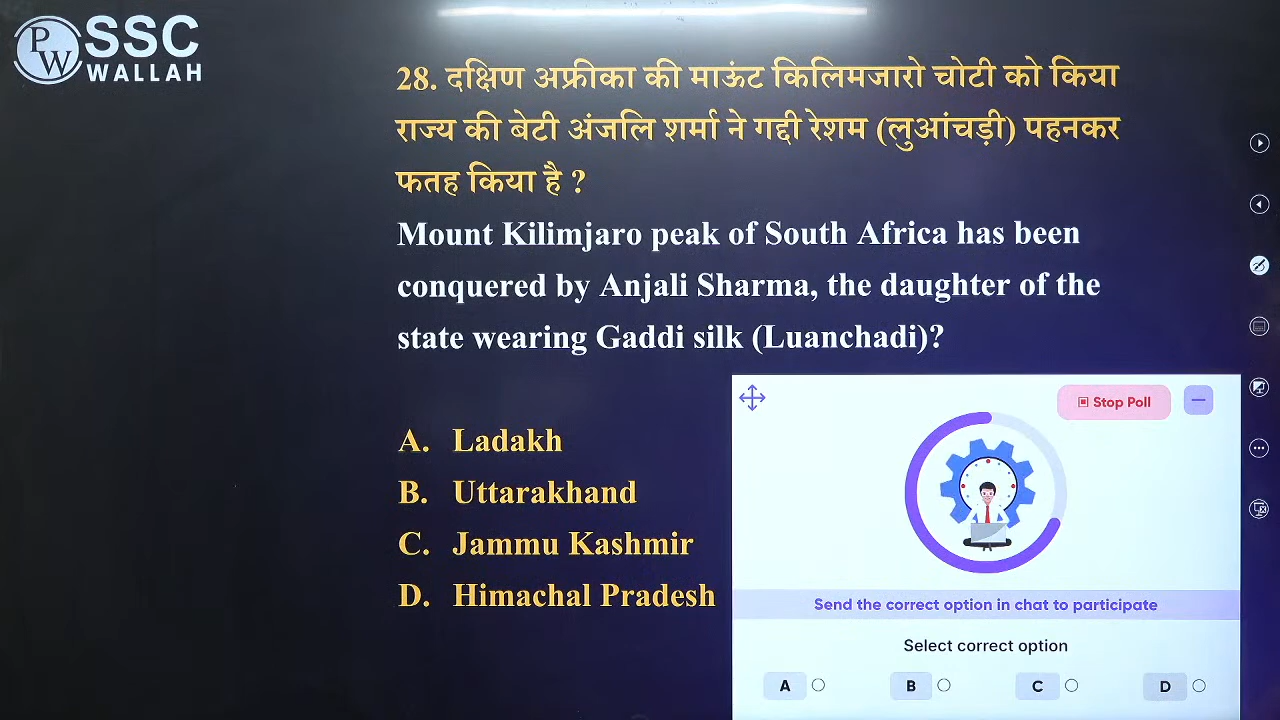 PW
SSC
WALLAH
28. दक्षिण अफ्रीका की माऊंट किलिमजारो चोटी को किया
राज्य की बेटी अंजलि शर्मा ने गद्दी रेशम (लुआंचड़ी) पहनकर
फतह किया है ?
Mount Kilimjaro peak of South Africa has been
conquered by Anjali Sharma, the daughter of the
state wearing Gaddi silk (Luanchadi)?
A. Ladakh
B. Uttarakhand
C. Jammu Kashmir
D. Himachal Pradesh
Stop Poll
Send the correct option in chat to participate
Select correct option
A B C D